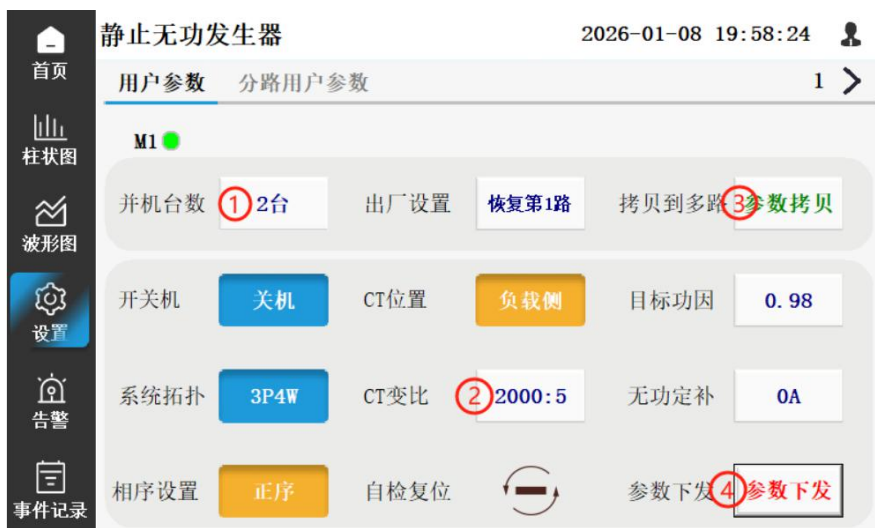 静止无功发生器 2026-01-08 19:58:24
首页
柱状图
波形图
设置
告警
事件记录
用户参数 分路用户参数 1
M1
并机台数 ① 2台 出厂设置 恢复第1路 拷贝到多路 ③ 参数拷贝
开关机 关机 CT位置 负载侧 目标功因 0.98
系统拓扑 3P4W CT变比 ② 2000:5 无功定补 0A
相序设置 正序 自检复位 参数下发 ④ 参数下发